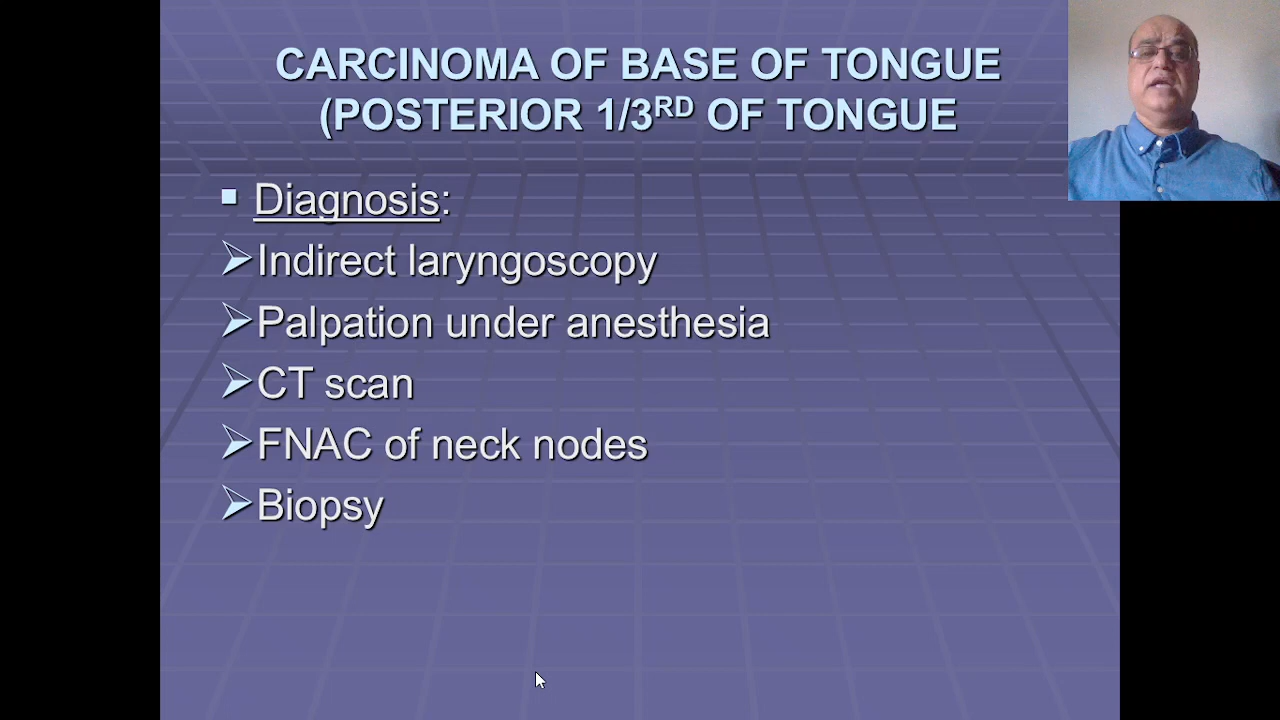 CARCINOMA OF BASE OF TONGUE
(POSTERIOR 1/3RD OF TONGUE
Diagnosis:
Indirect laryngoscopy
Palpation under anesthesia
CT scan
FNAC of neck nodes
Biopsy